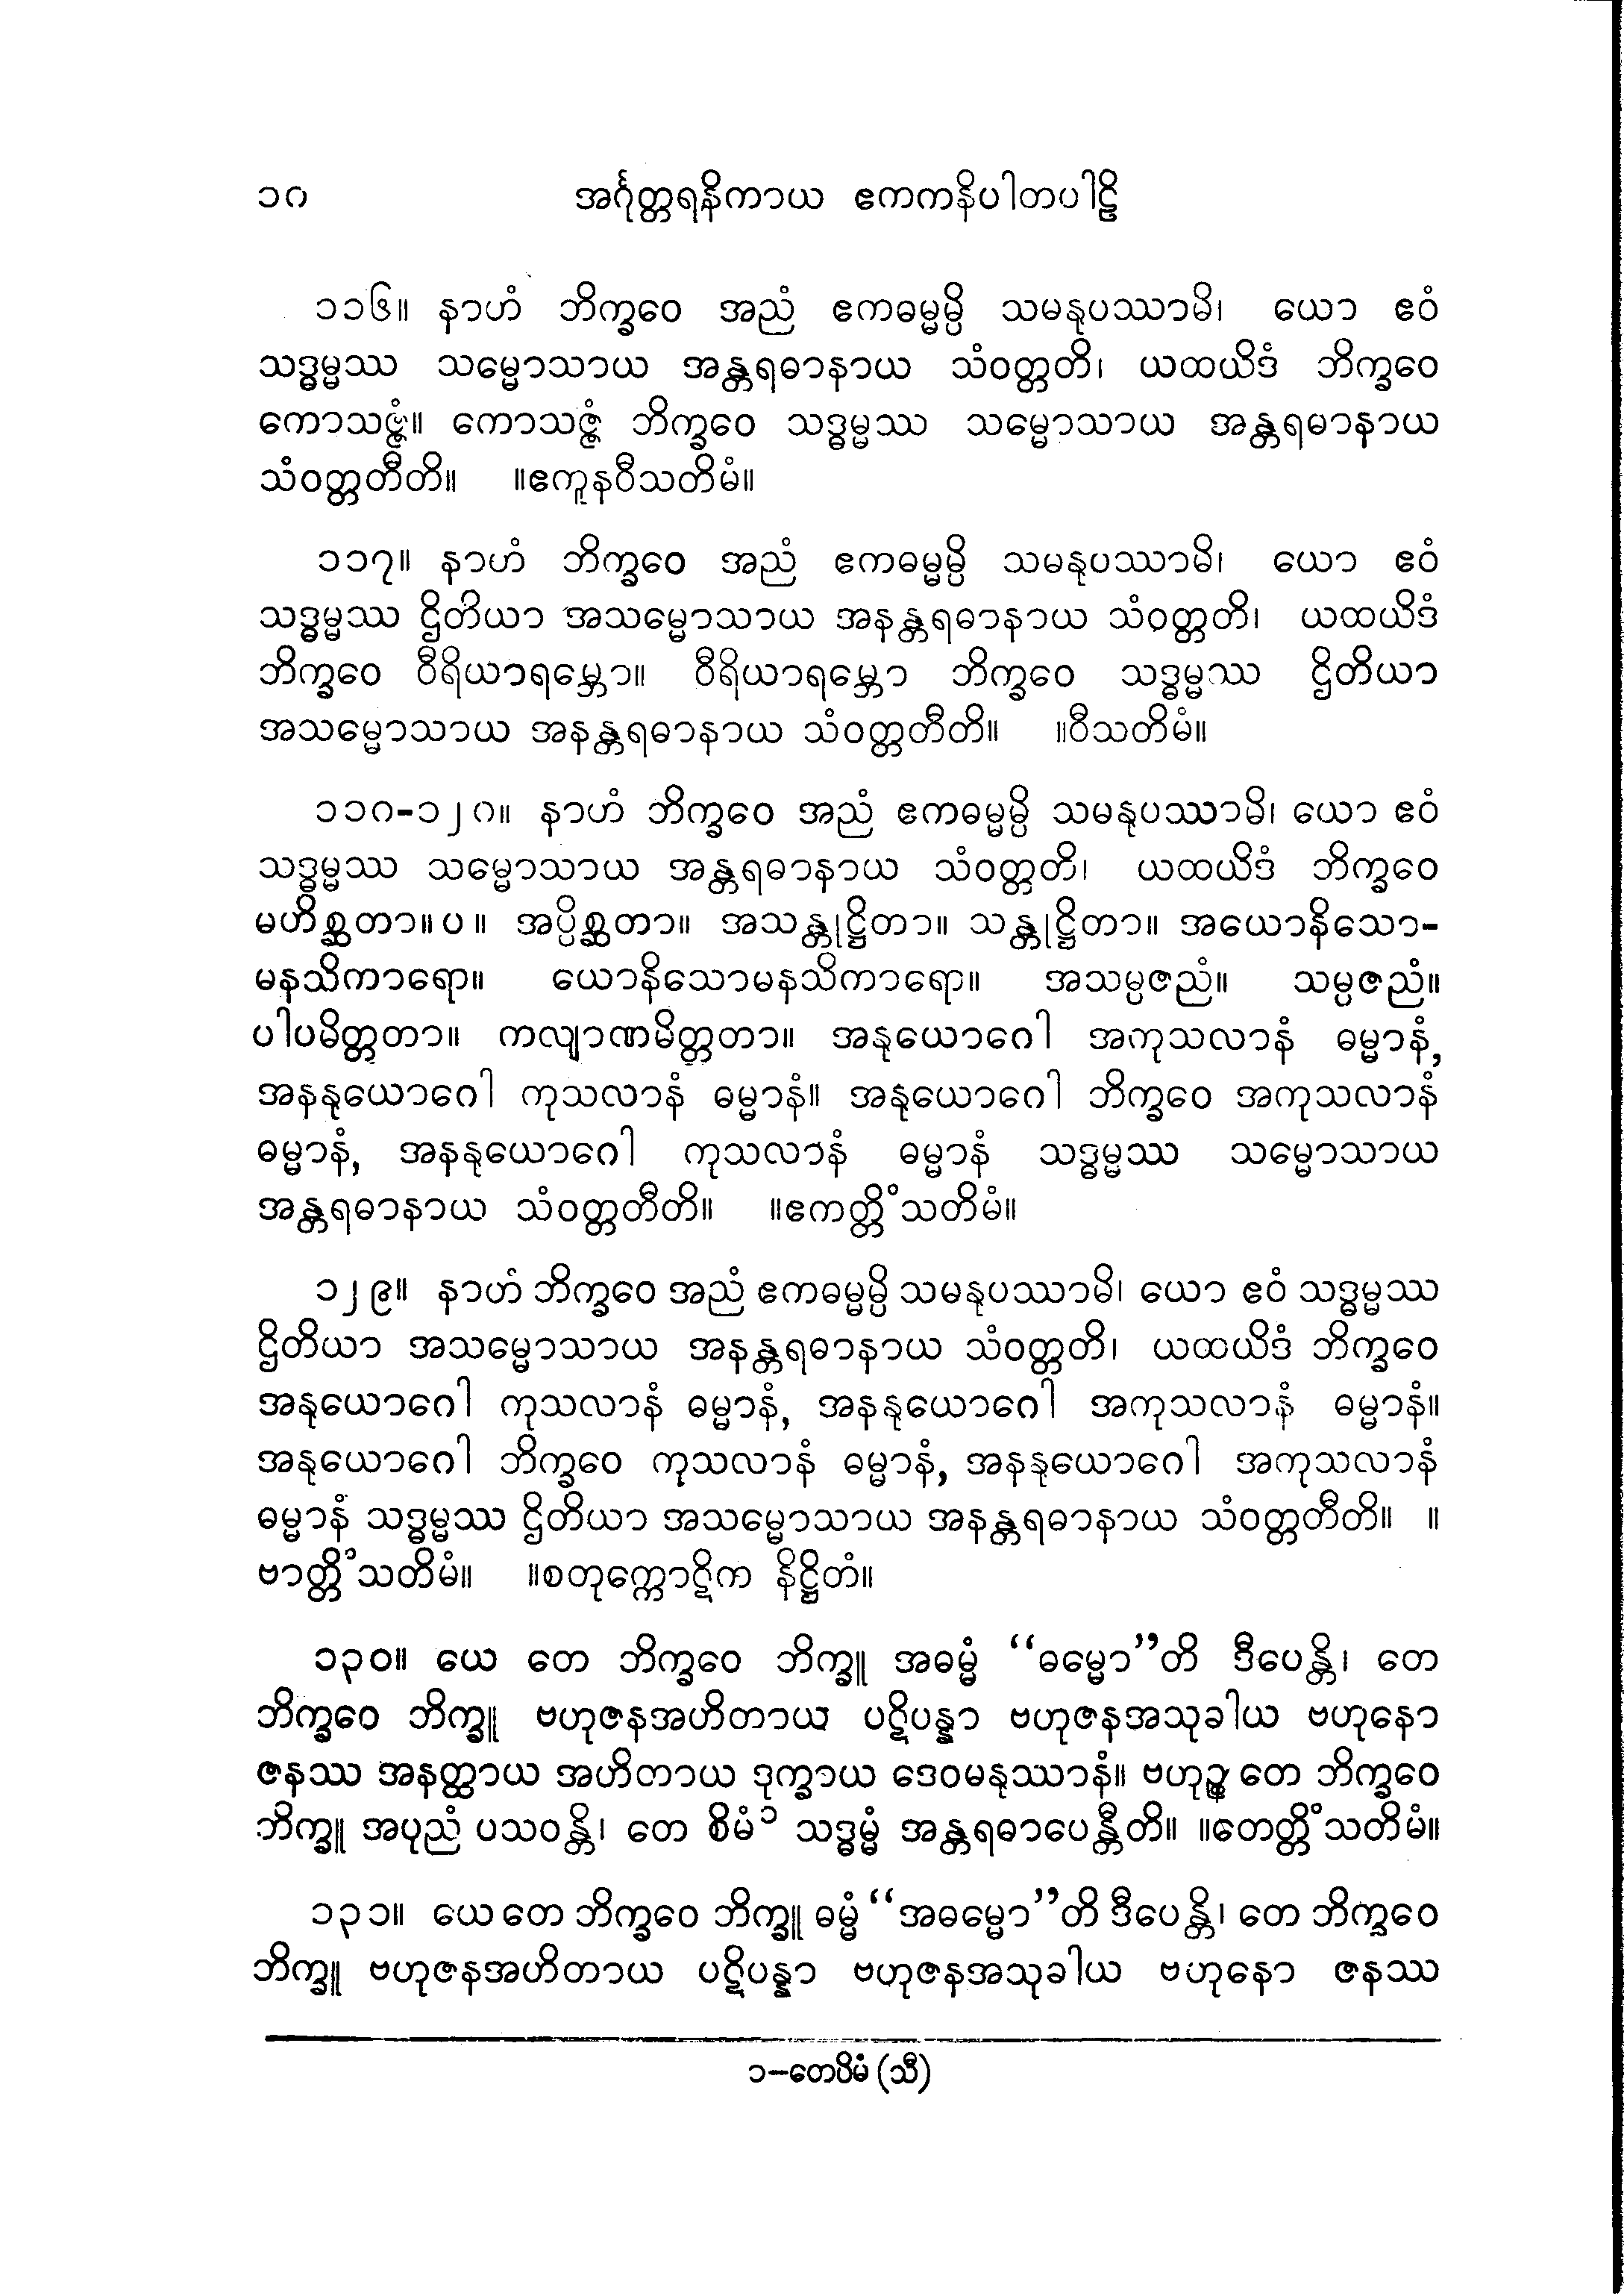 ၁၈ အင်္ဂုတ္တရနိကာယ ဧကကနိပါတပါဠိ
၁၁၆။ နာဟံ ဘိက္ခဝေ အညံ ဧကဓမ္မမ္ပိ သမနုပဿာမိ၊ ယော ဧဝံ
သဒ္ဓမ္မဿ သမ္မောသာယ အန္တရဓာနာယ သံဝတ္တတိ၊ ယထယိဒံ ဘိက္ခဝေ
ကောသဇ္ဇံ။ ကောသဇ္ဇံ ဘိက္ခဝေ သဒ္ဓမ္မဿ သမ္မောသာယ အန္တရဓာနာယ
သံဝတ္တတီတိ။ ။ဧကူနဝီသတိမံ။
၁၁၇။ နာဟံ ဘိက္ခဝေ အညံ ဧကဓမ္မမ္ပိ သမနုပဿာမိ၊ ယော ဧဝံ
သဒ္ဓမ္မဿ ဌိတိယာ အသမ္မောသာယ အနန္တရဓာနာယ သံဝတ္တတိ၊ ယထယိဒံ
ဘိက္ခဝေ ဝီရိယာရမ္ဘော။ ဝီရိယာရမ္ဘော ဘိက္ခဝေ သဒ္ဓမ္မဿ ဌိတိယာ
အသမ္မောသာယ အနန္တရဓာနာယ သံဝတ္တတီတိ။ ။ဝီသတိမံ။
၁၁၈-၁၂၈။ နာဟံ ဘိက္ခဝေ အညံ ဧကဓမ္မမ္ပိ သမနုပဿာမိ၊ ယော ဧဝံ
သဒ္ဓမ္မဿ သမ္မောသာယ အန္တရဓာနာယ သံဝတ္တတိ၊ ယထယိဒံ ဘိက္ခဝေ
မဟိစ္ဆတာ။ပ။ အပ္ပိစ္ဆတာ။ အသန္တုဋ္ဌိတာ။ သန္တုဋ္ဌိတာ။ အယောနိသော-
မနသိကာရော။ ယောနိသောမနသိကာရော။ အသမ္ပဇညံ။ သမ္ပဇညံ။
ပါပမိတ္တတာ။ ကလျာဏမိတ္တတာ။ အနုယောဂေါ အကုသလာနံ ဓမ္မာနံ,
အနနုယောဂေါ ကုသလာနံ ဓမ္မာနံ။ အနုယောဂေါ ဘိက္ခဝေ အကုသလာနံ
ဓမ္မာနံ, အနနုယောဂေါ ကုသလာနံ ဓမ္မာနံ သဒ္ဓမ္မဿ သမ္မောသာယ
အန္တရဓာနာယ သံဝတ္တတီတိ။ ။ဧကတ္တိံသတိမံ။
၁၂၉။ နာဟံ ဘိက္ခဝေ အညံ ဧကဓမ္မမ္ပိ သမနုပဿာမိ၊ ယော ဧဝံ သဒ္ဓမ္မဿ
ဌိတိယာ အသမ္မောသာယ အနန္တရဓာနာယ သံဝတ္တတိ၊ ယထယိဒံ ဘိက္ခဝေ
အနုယောဂေါ ကုသလာနံ ဓမ္မာနံ, အနနုယောဂေါ အကုသလာနံ ဓမ္မာနံ။
အနုယောဂေါ ဘိက္ခဝေ ကုသလာနံ ဓမ္မာနံ, အနနုယောဂေါ အကုသလာနံ
ဓမ္မာနံ သဒ္ဓမ္မဿ ဌိတိယာ အသမ္မောသာယ အနန္တရဓာနာယ သံဝတ္တတီတိ။ ။
ဗာတ္တိံသတိမံ။ ။စတုက္ကောဋိက နိဋ္ဌိတံ။
၁၃၀။ ယေ တေ ဘိက္ခဝေ ဘိက္ခူ အဓမ္မံ “ဓမ္မော”တိ ဒီပေန္တိ၊ တေ
ဘိက္ခဝေ ဘိက္ခူ ဗဟုဇနအဟိတာယ ပဋိပန္နာ ဗဟုဇနအသုခါယ ဗဟုနော
ဇနဿ အနတ္ထာယ အဟိတာယ ဒုက္ခာယ ဒေဝမနုဿာနံ။ ဗဟုဉ္စ တေ ဘိက္ခဝေ
ဘိက္ခူ အပုညံ ပသဝန္တိ၊ တေ စိမံ၁ သဒ္ဓမ္မံ အန္တရဓာပေန္တီတိ။ ။တေတ္တိံသတိမံ။
၁၃၁။ ယေ တေ ဘိက္ခဝေ ဘိက္ခူ ဓမ္မံ “အဓမ္မော”တိ ဒီပေန္တိ၊ တေ ဘိက္ခဝေ
ဘိက္ခူ ဗဟုဇနအဟိတာယ ပဋိပန္နာ ဗဟုဇနအသုခါယ ဗဟုနော ဇနဿ
၁-တေပိမံ (သီ)